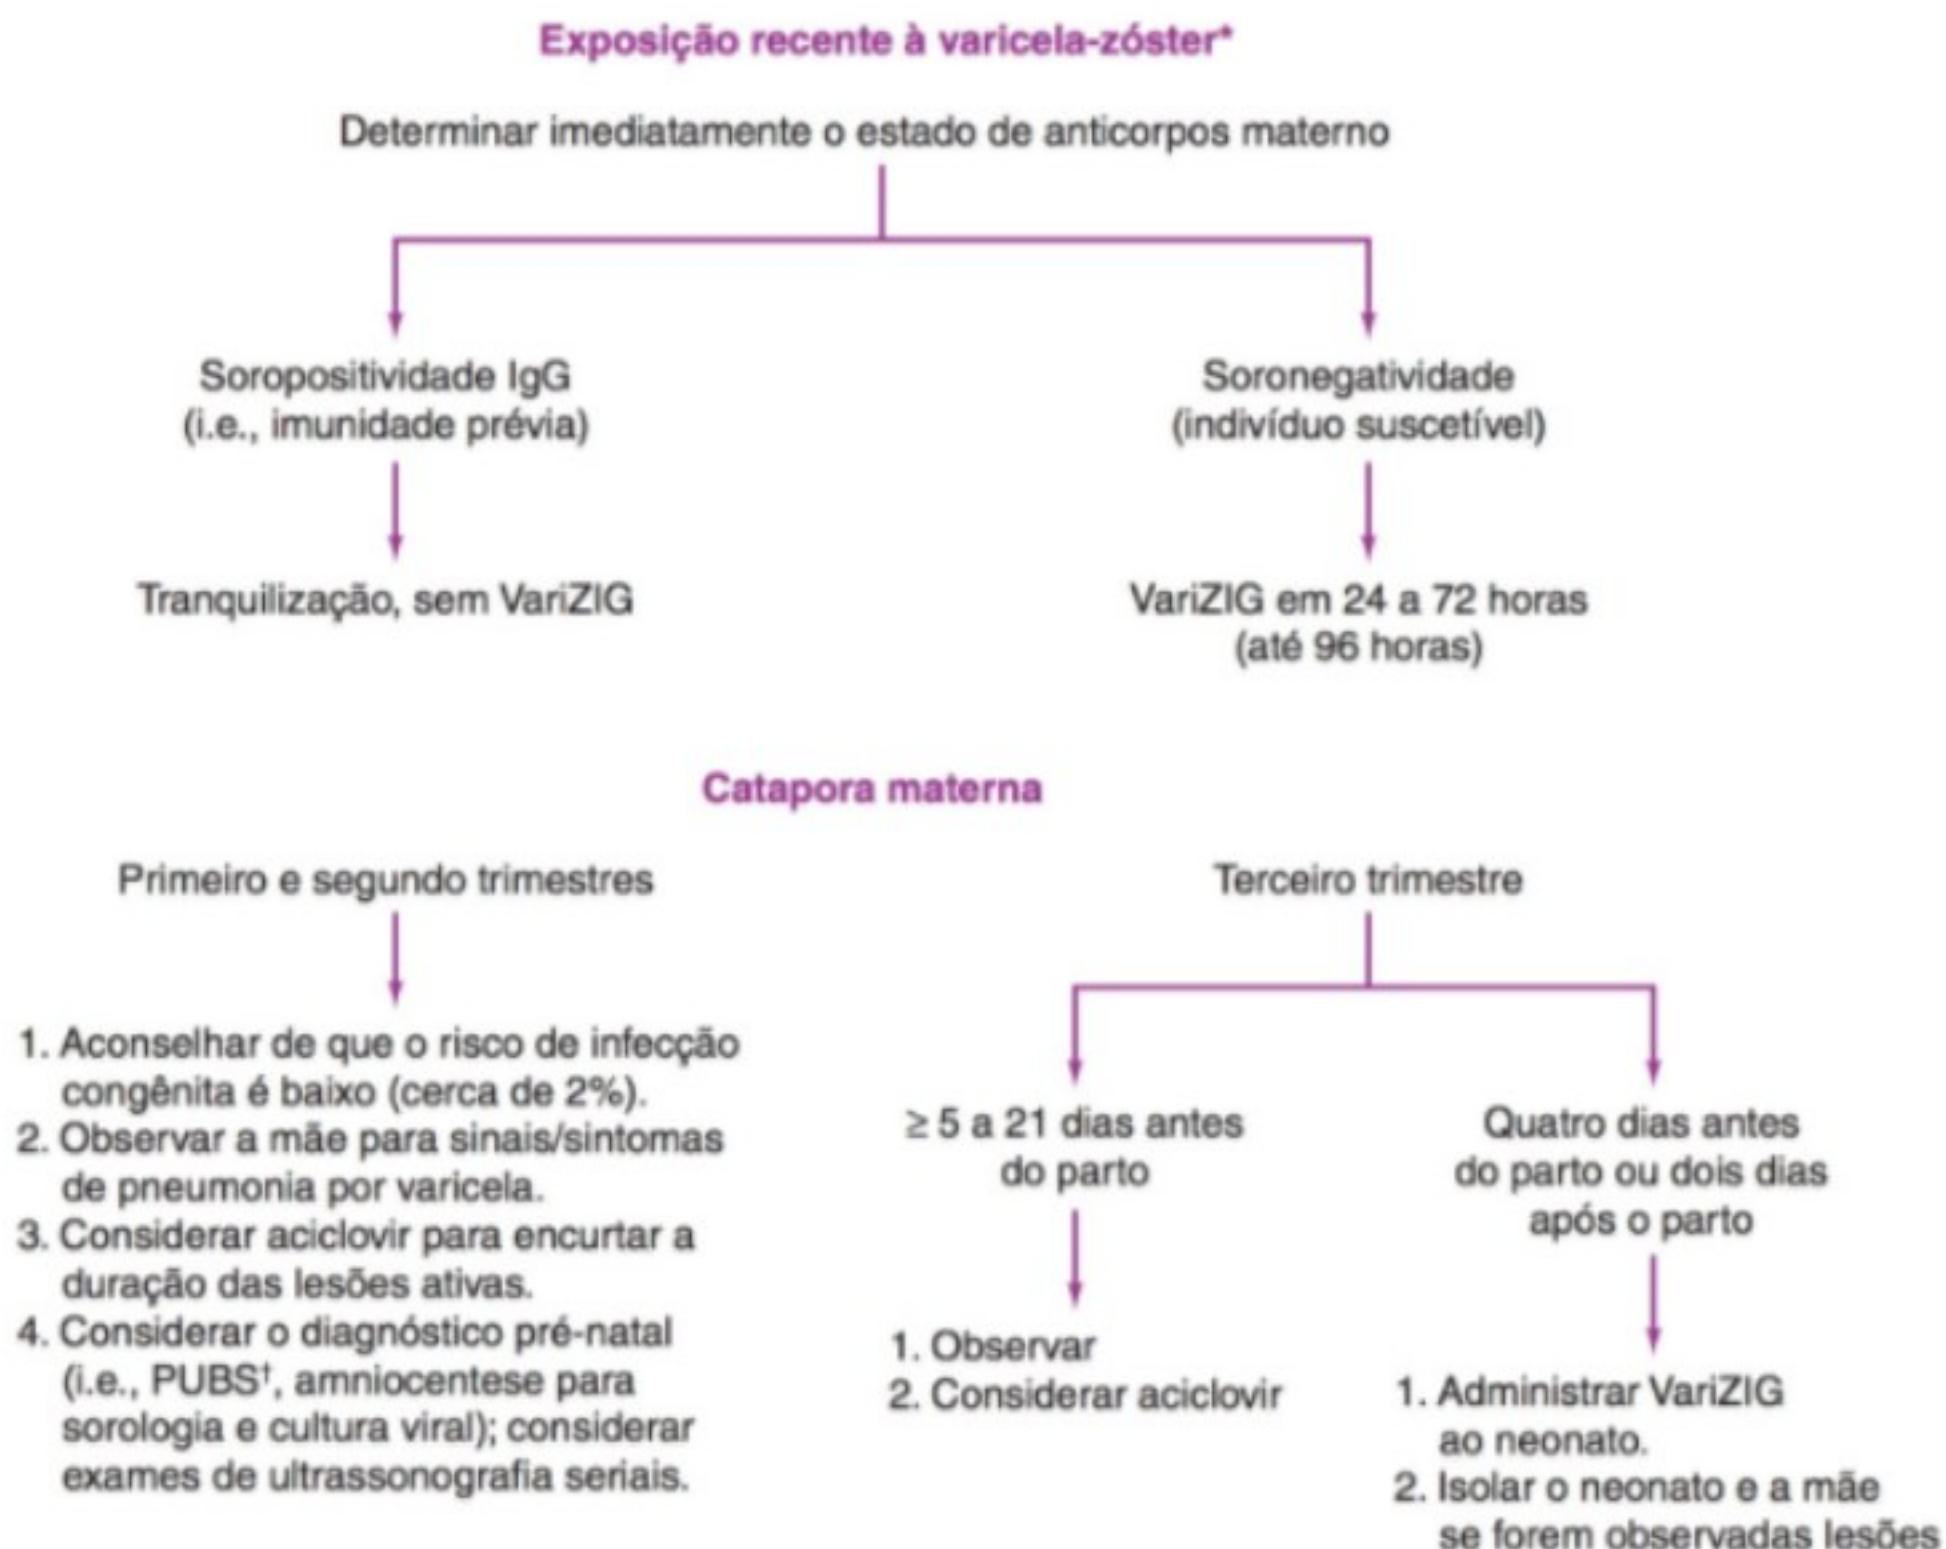 Exposição recente à varicela-zóster*
Determinar imediatamente o estado de anticorpos materno
Soropositividade IgG
(i.e., imunidade prévia)
Tranquilização, sem VariZIG
Soronegatividade
(indivíduo suscetível)
VariZIG em 24 a 72 horas
(até 96 horas)
Catapora materna
Primeiro e segundo trimestres
1. Aconselhar de que o risco de infecção
congênita é baixo (cerca de 2%).
2. Observar a mãe para sinais/sintomas
de pneumonia por varicela.
3. Considerar aciclovir para encurtar a
duração das lesões ativas.
4. Considerar o diagnóstico pré-natal
(i.e., PUBS†, amniocentese para
sorologia e cultura viral); considerar
exames de ultrassonografia seriais.
Terceiro trimestre
≥ 5 a 21 dias antes
do parto
1. Observar
2. Considerar aciclovir
Quatro dias antes
do parto ou dois dias
após o parto
1. Administrar VariZIG
ao neonato.
2. Isolar o neonato e a mãe
se forem observadas lesões